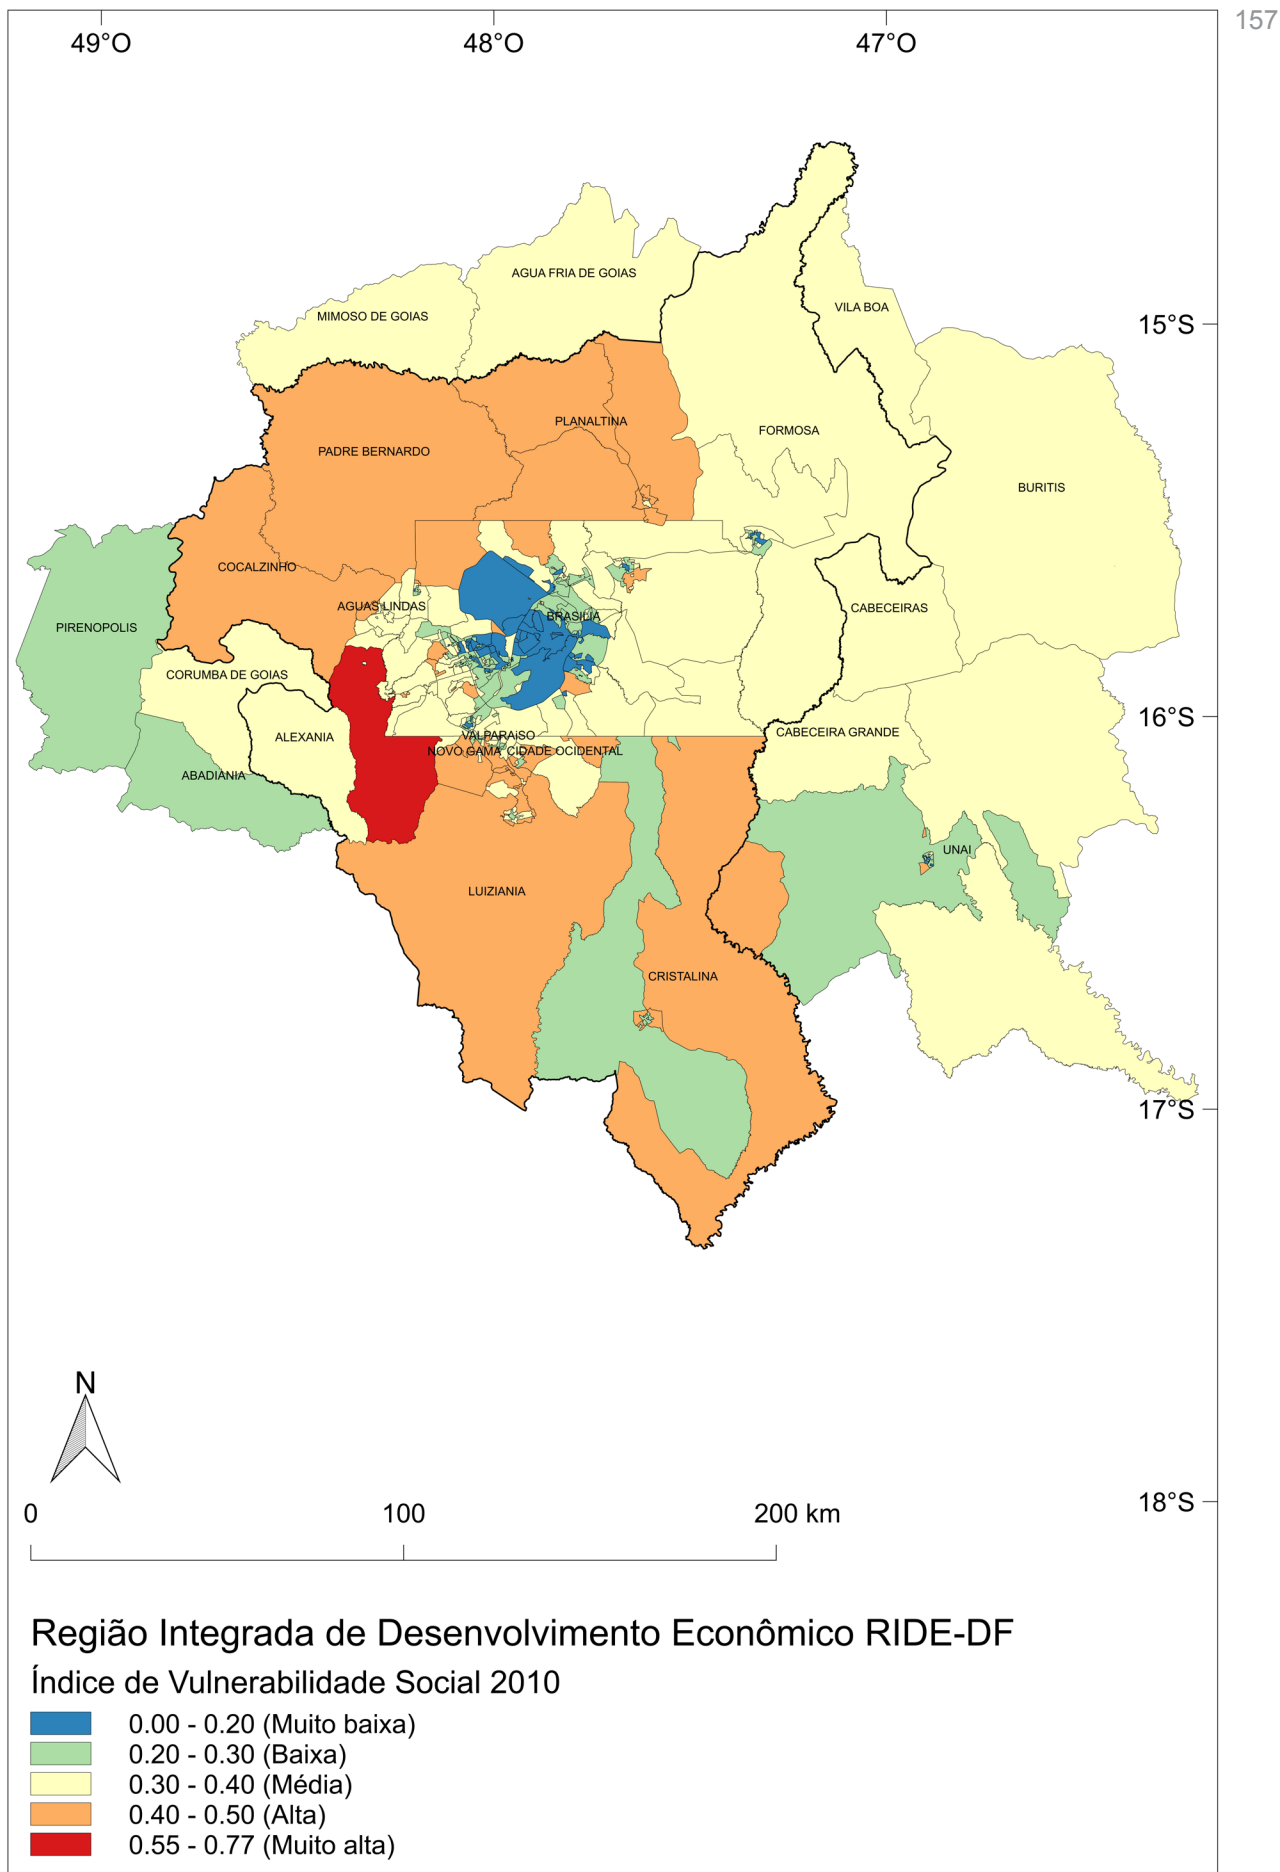 157
49°O
48°O
47°O
AGUA FRIA DE GOIAS
MIMOSO DE GOIAS
VILA BOA
15°S
PLANALTINA
FORMOSA
PADRE BERNARDO
BURITIS
COCALZINHO
AGUAS LINDAS
CABECEIRAS
BRASILIA
PIRENOPOLIS
CORUMBA DE GOIAS
16°S
ALEXANIA
VALPARAiSO
CABECEIRA GRANDE
NOVO GAMA
CIDADE OCIDENTAL
ABADIANIA
UNAI
LUIZIANIA
CRISTALINA
17°S
N
18°S
0
100
200 km
Região Integrada de Desenvolvimento Econômico RIDE-DF
Índice de Vulnerabilidade Social 2010
0.00 - 0.20 (Muito baixa)
0.20 - 0.30 (Baixa)
0.30 - 0.40 (Média)
0.40 - 0.50 (Alta)
0.55 - 0.77 (Muito alta)